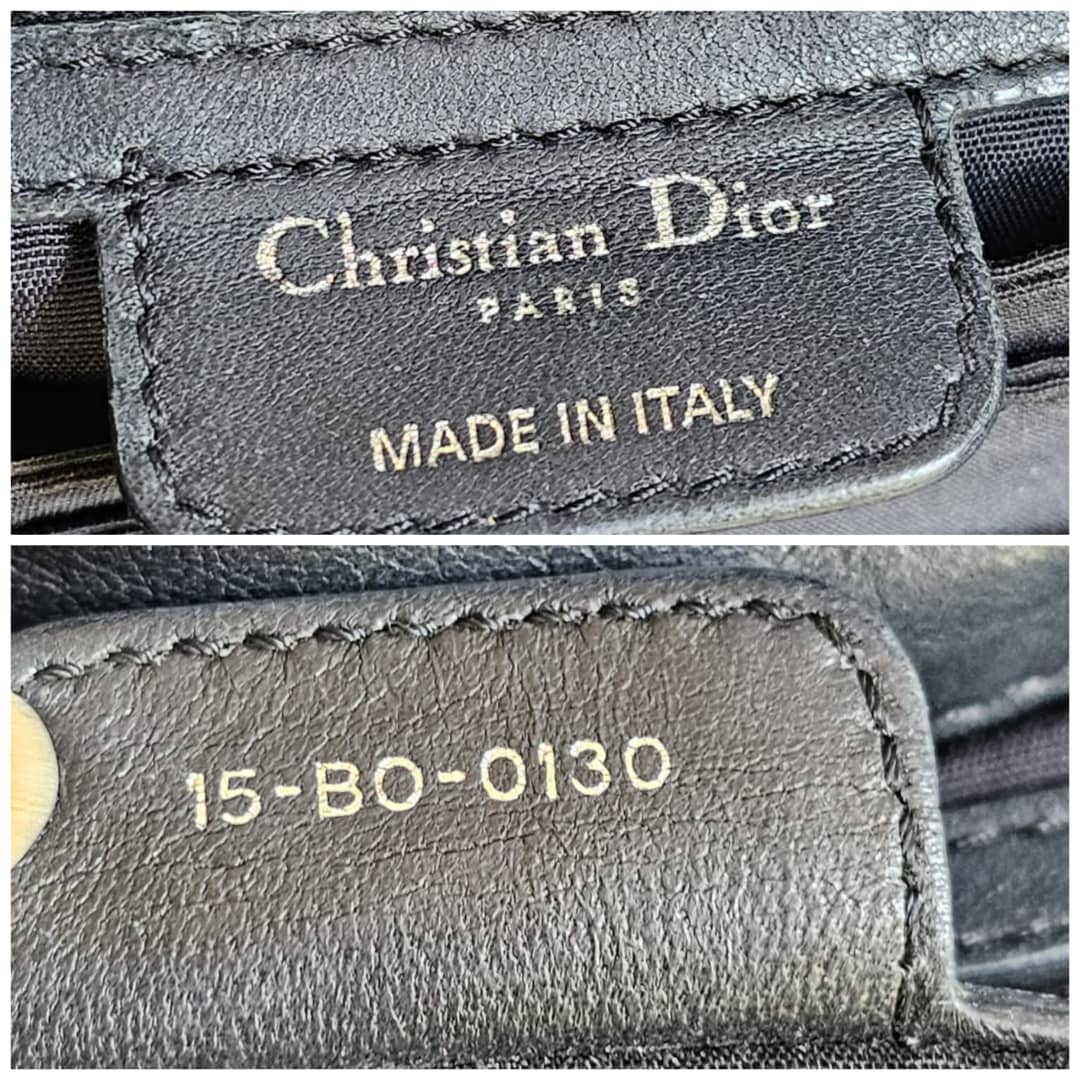 Christian Dior
PARIS
MADE IN ITALY
15-BO-0130